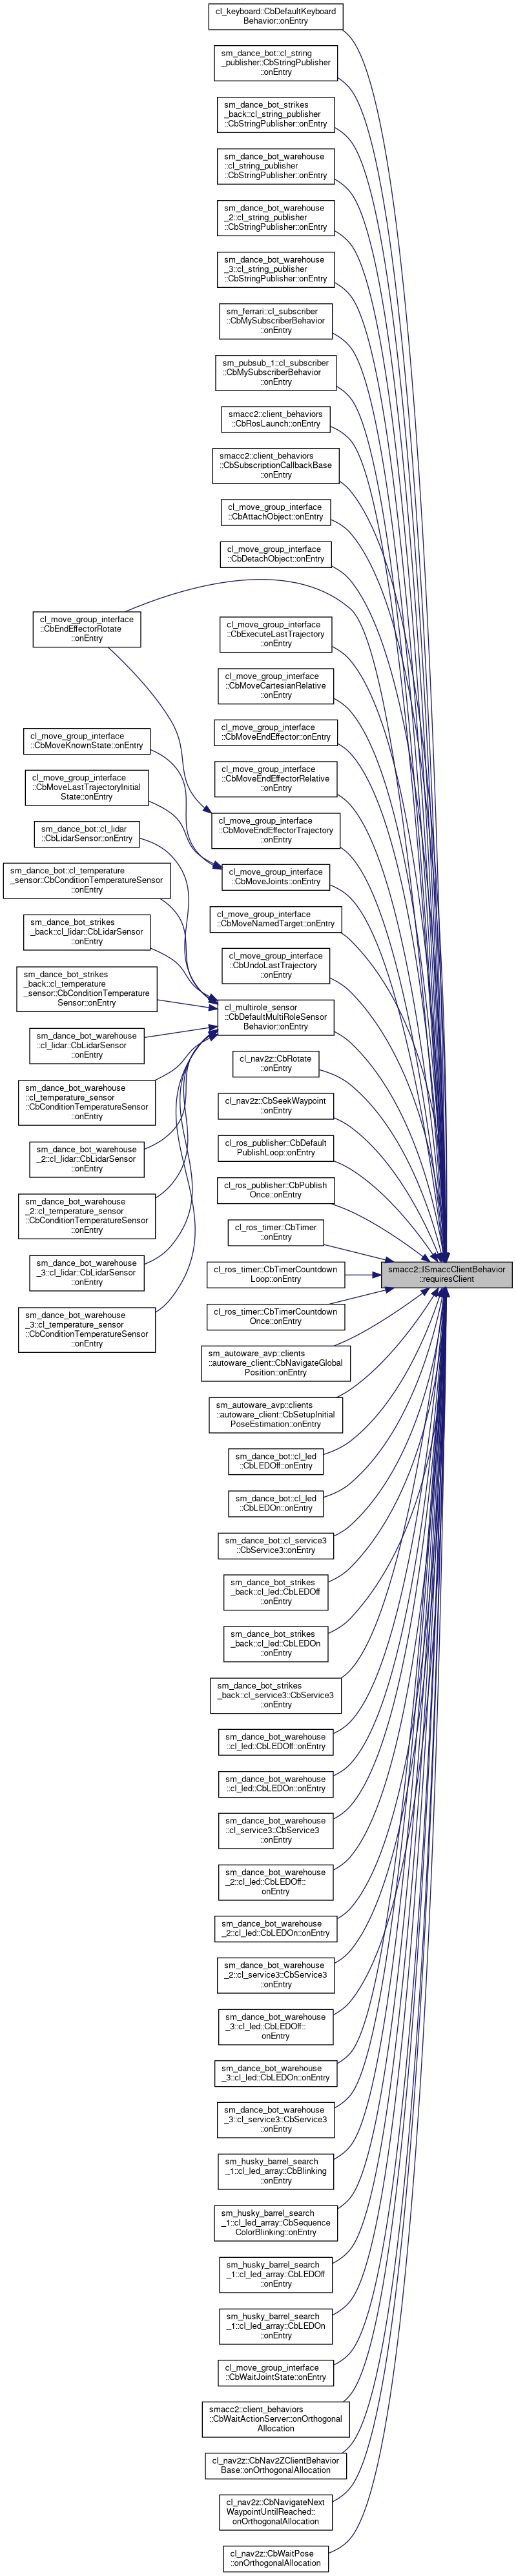 cl_keyboard::CbDefaultKeyboard
Behavior::onEntry
sm_dance_bot::cl_string
_publisher::CbStringPublisher
::onEntry
sm_dance_bot_strikes
_back::cl_string_publisher
::CbStringPublisher::onEntry
sm_dance_bot_warehouse
::cl_string_publisher
::CbStringPublisher::onEntry
sm_dance_bot_warehouse
_2::cl_string_publisher
::CbStringPublisher::onEntry
sm_dance_bot_warehouse
_3::cl_string_publisher
::CbStringPublisher::onEntry
sm_ferrari::cl_subscriber
::CbMySubscriberBehavior
::onEntry
sm_pubsub_1::cl_subscriber
::CbMySubscriberBehavior
::onEntry
smacc2::client_behaviors
::CbRosLaunch::onEntry
smacc2::client_behaviors
::CbSubscriptionCallbackBase
::onEntry
cl_move_group_interface
::CbAttachObject::onEntry
cl_move_group_interface
::CbDetachObject::onEntry
cl_move_group_interface
::CbEndEffectorRotate
::onEntry
cl_move_group_interface
::CbExecuteLastTrajectory
::onEntry
cl_move_group_interface
::CbMoveCartesianRelative
::onEntry
cl_move_group_interface
::CbMoveEndEffector::onEntry
cl_move_group_interface
::CbMoveKnownState::onEntry
cl_move_group_interface
::CbMoveEndEffectorRelative
::onEntry
cl_move_group_interface
::CbMoveLastTrajectoryInitial
State::onEntry
cl_move_group_interface
::CbMoveEndEffectorTrajectory
::onEntry
sm_dance_bot::cl_lidar
::CbLidarSensor::onEntry
cl_move_group_interface
::CbMoveJoints::onEntry
sm_dance_bot::cl_temperature
_sensor::CbConditionTemperatureSensor
::onEntry
cl_move_group_interface
::CbMoveNamedTarget::onEntry
sm_dance_bot_strikes
_back::cl_lidar::CbLidarSensor
::onEntry
cl_move_group_interface
::CbUndoLastTrajectory
::onEntry
sm_dance_bot_strikes
_back::cl_temperature
_sensor::CbConditionTemperature
Sensor::onEntry
cl_multirole_sensor
::CbDefaultMultiRoleSensor
Behavior::onEntry
sm_dance_bot_warehouse
::cl_lidar::CbLidarSensor
::onEntry
cl_nav2z::CbRotate
::onEntry
sm_dance_bot_warehouse
::cl_temperature_sensor
::CbConditionTemperatureSensor
::onEntry
cl_nav2z::CbSeekWaypoint
::onEntry
sm_dance_bot_warehouse
_2::cl_lidar::CbLidarSensor
::onEntry
cl_ros_publisher::CbDefault
PublishLoop::onEntry
sm_dance_bot_warehouse
_2::cl_temperature_sensor
::CbConditionTemperatureSensor
::onEntry
cl_ros_publisher::CbPublish
Once::onEntry
cl_ros_timer::CbTimer
::onEntry
sm_dance_bot_warehouse
_3::cl_lidar::CbLidarSensor
::onEntry
cl_ros_timer::CbTimerCountdown
Loop::onEntry
smacc2::ISmaccClientBehavior
::requiresClient
sm_dance_bot_warehouse
_3::cl_temperature_sensor
::CbConditionTemperatureSensor
::onEntry
cl_ros_timer::CbTimerCountdown
Once::onEntry
sm_autoware_avp::clients
::autoware_client::CbNavigateGlobal
Position::onEntry
sm_autoware_avp::clients
::autoware_client::CbSetupInitial
PoseEstimation::onEntry
sm_dance_bot::cl_led
::CbLEDOff::onEntry
sm_dance_bot::cl_led
::CbLEDOn::onEntry
sm_dance_bot::cl_service3
::CbService3::onEntry
sm_dance_bot_strikes
_back::cl_led::CbLEDOff
::onEntry
sm_dance_bot_strikes
_back::cl_led::CbLEDOn
::onEntry
sm_dance_bot_strikes
_back::cl_service3::CbService3
::onEntry
sm_dance_bot_warehouse
::cl_led::CbLEDOff::onEntry
sm_dance_bot_warehouse
::cl_led::CbLEDOn::onEntry
sm_dance_bot_warehouse
::cl_service3::CbService3
::onEntry
sm_dance_bot_warehouse
_2::cl_led::CbLEDOff::
onEntry
sm_dance_bot_warehouse
_2::cl_led::CbLEDOn::onEntry
sm_dance_bot_warehouse
_2::cl_service3::CbService3
::onEntry
sm_dance_bot_warehouse
_3::cl_led::CbLEDOff::
onEntry
sm_dance_bot_warehouse
_3::cl_led::CbLEDOn::onEntry
sm_dance_bot_warehouse
_3::cl_service3::CbService3
::onEntry
sm_husky_barrel_search
_1::cl_led_array::CbBlinking
::onEntry
sm_husky_barrel_search
_1::cl_led_array::CbSequence
ColorBlinking::onEntry
sm_husky_barrel_search
_1::cl_led_array::CbLEDOff
::onEntry
sm_husky_barrel_search
_1::cl_led_array::CbLEDOn
::onEntry
cl_move_group_interface
::CbWaitJointState::onEntry
smacc2::client_behaviors
::CbWaitActionServer::onOrthogonal
Allocation
cl_nav2z::CbNav2ZClientBehavior
Base::onOrthogonalAllocation
cl_nav2z::CbNavigateNext
WaypointUntilReached::
onOrthogonalAllocation
cl_nav2z::CbWaitPose
::onOrthogonalAllocation